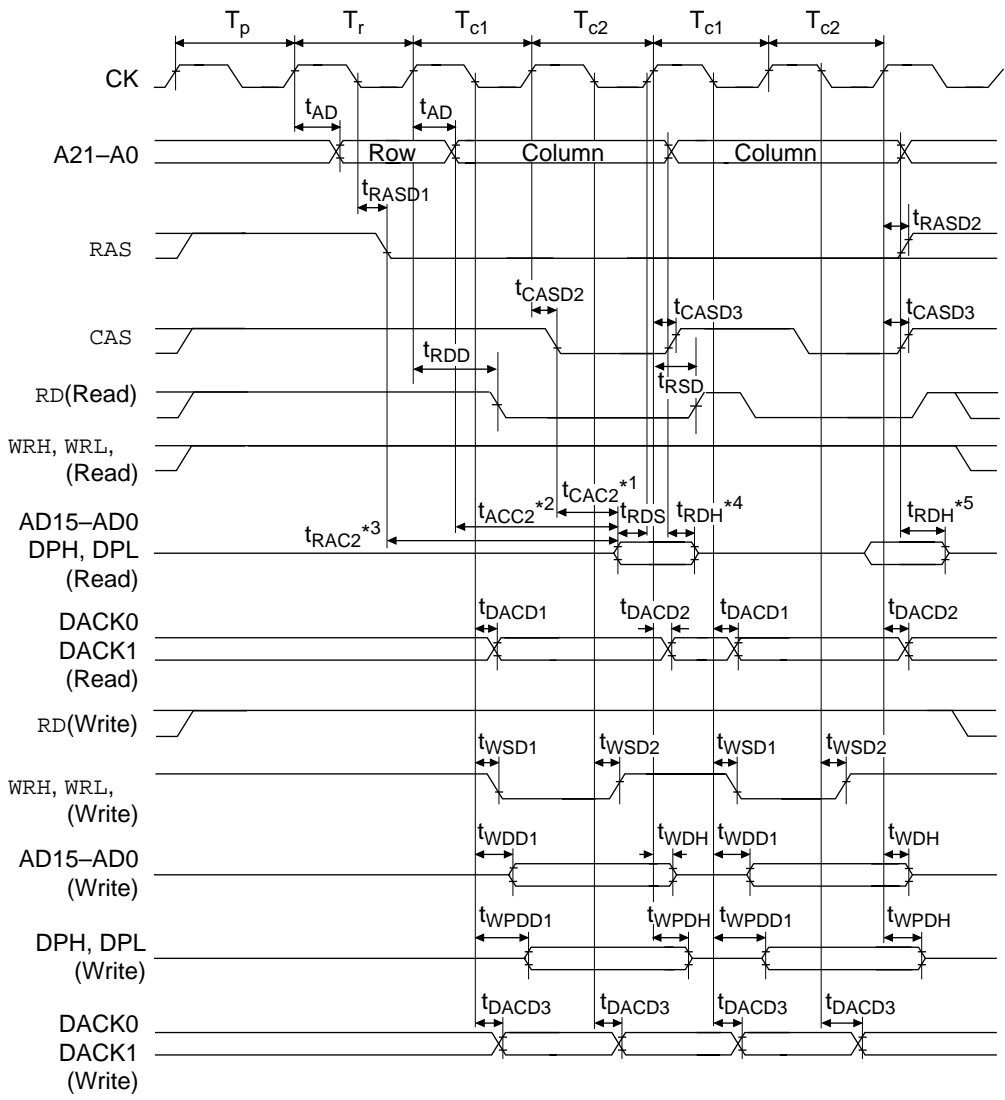 Tp Tr Tc1 Tc2 Tc1 Tc2
CK
tAD tAD
A21–A0 Row Column Column
tRASD1 tRASD2
RAS
tCASD2 tCASD3 tCASD3
CAS
tRDD tRSD
RD(Read)
WRH, WRL,
(Read)
tCAC2*1
AD15–AD0 tACC2*2 tRDS tRDH*4 tRDH*5
tRAC2*3
DPH, DPL
(Read)
DACK0 tDACD1 tDACD2 tDACD1 tDACD2
DACK1
(Read)
RD(Write)
tWSD1 tWSD2 tWSD1 tWSD2
WRH, WRL,
(Write)
tWDD1 tWDH tWDD1 tWDH
AD15–AD0
(Write)
tWPDD1 tWPDH tWPDD1 tWPDH
DPH, DPL
(Write)
tDACD3 tDACD3 tDACD3 tDACD3
DACK0
DACK1
(Write)